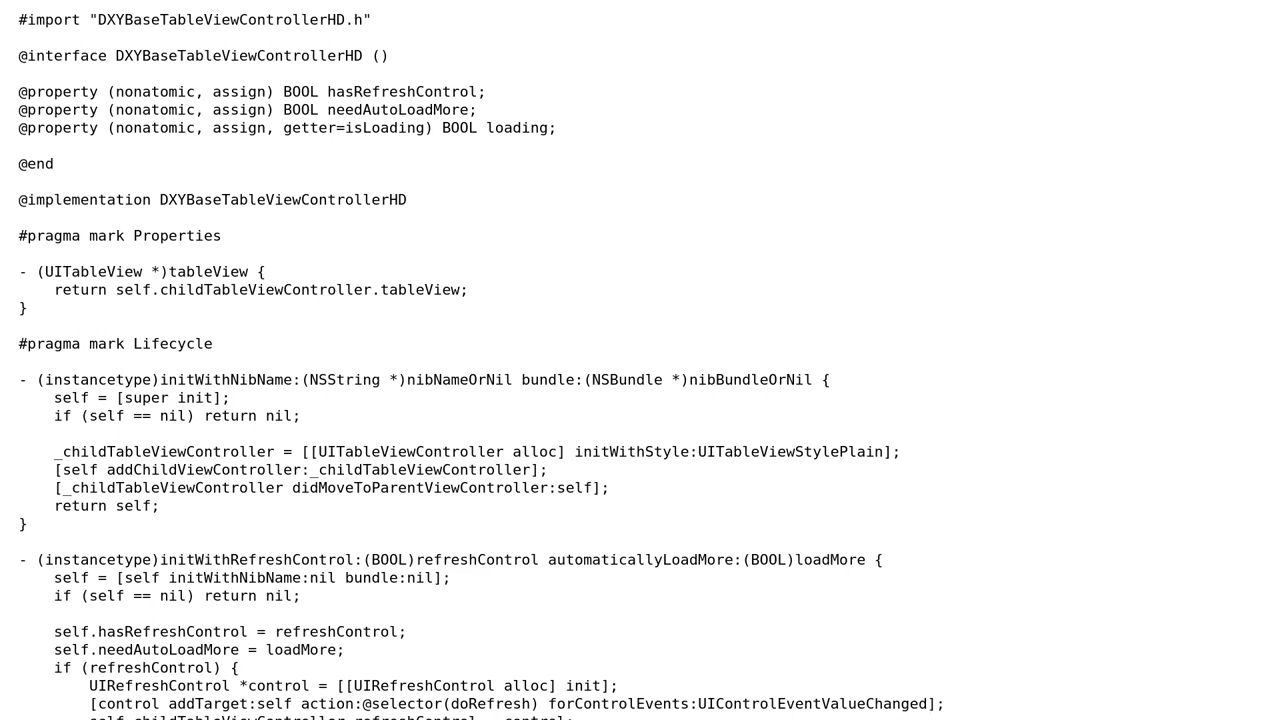 #import "DXYBaseTableViewControllerHD.h"
@interface DXYBaseTableViewControllerHD ()
@property (nonatomic, assign) BOOL hasRefreshControl;
@property (nonatomic, assign) BOOL needAutoLoadMore;
@property (nonatomic, assign, getter=isLoading) BOOL loading;
@end
@implementation DXYBaseTableViewControllerHD
#pragma mark Properties
- (UITableView *)tableView {
    return self.childTableViewController.tableView;
}
#pragma mark Lifecycle
- (instancetype)initWithNibName:(NSString *)nibNameOrNil bundle:(NSBundle *)nibBundleOrNil {
    self = [super init];
    if (self == nil) return nil;
    _childTableViewController = [[UITableViewController alloc] initWithStyle:UITableViewStylePlain];
    [self addChildViewController:_childTableViewController];
    [_childTableViewController didMoveToParentViewController:self];
    return self;
}
- (instancetype)initWithRefreshControl:(BOOL)refreshControl automaticallyLoadMore:(BOOL)loadMore {
    self = [self initWithNibName:nil bundle:nil];
    if (self == nil) return nil;
    self.hasRefreshControl = refreshControl;
    self.needAutoLoadMore = loadMore;
    if (refreshControl) {
        UIRefreshControl *control = [[UIRefreshControl alloc] init];
        [control addTarget:self action:@selector(doRefresh) forControlEvents:UIControlEventValueChanged];
        self.childTableViewController.refreshControl = control;